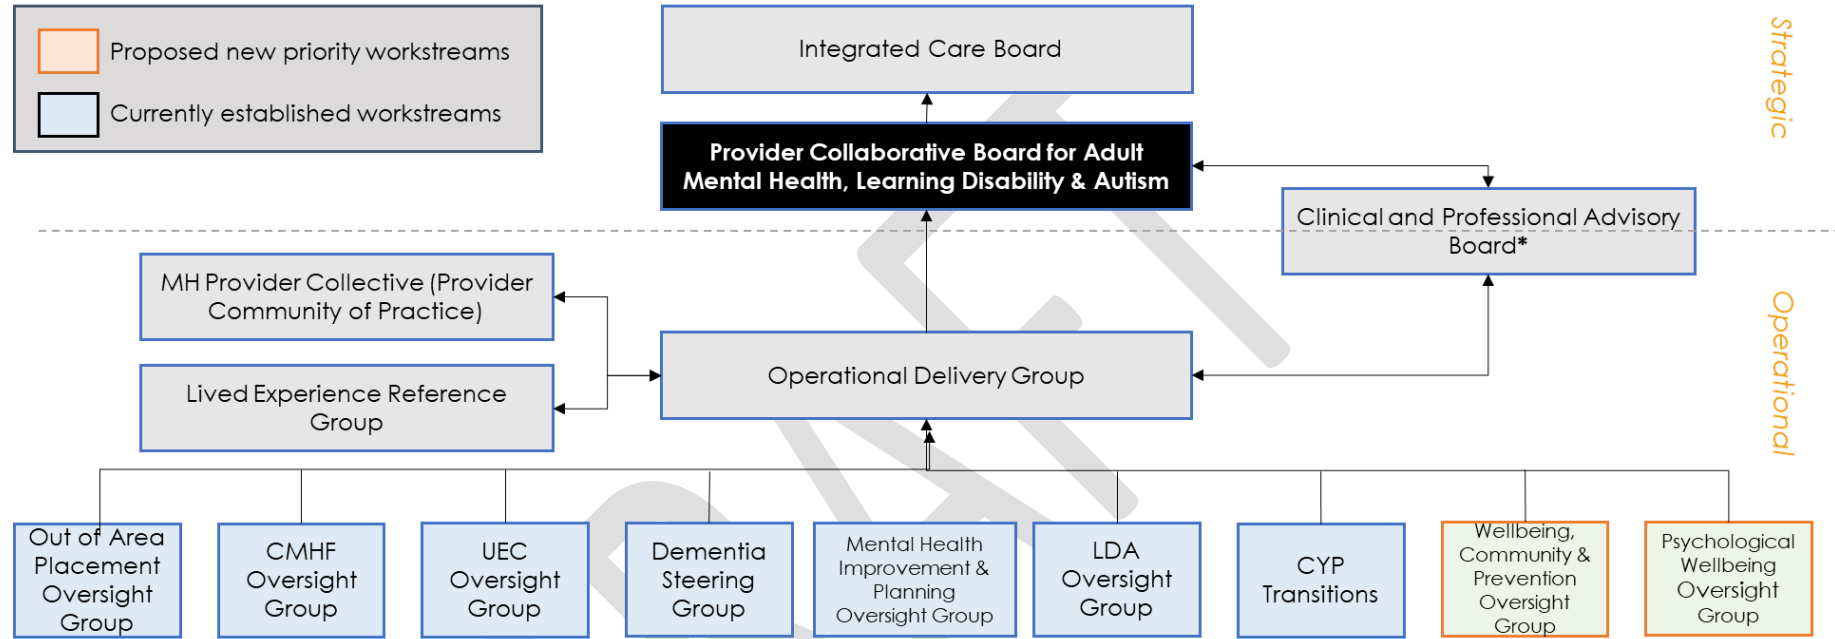 Proposed new priority workstreams
Currently established workstreams
Integrated Care Board
Strategic
Provider Collaborative Board for Adult
Mental Health, Learning Disability & Autism
Clinical and Professional Advisory
Board*
MH Provider Collective (Provider
Community of Practice)
Operational
Operational Delivery Group
Lived Experience Reference
Group
Out of Area
Placement
Oversight
Group
CMHF
Oversight
Group
UEC
Oversight
Group
Dementia
Steering
Group
Mental Health
Improvement &
Planning
Oversight Group
LDA
Oversight
Group
CYP
Transitions
Wellbeing,
Community &
Prevention
Oversight
Group
Psychological
Wellbeing
Oversight
Group
DRAFT